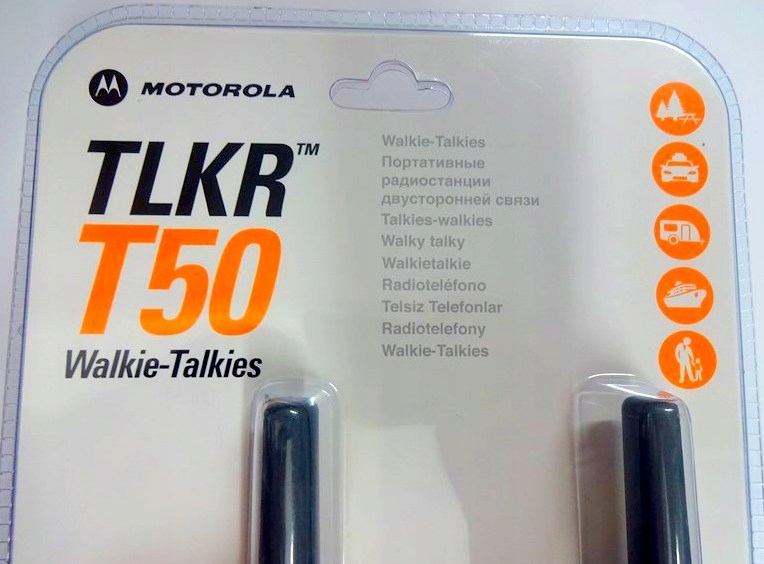 MOTOROLA
TLKR™
T50
Walkie-Talkies
Walkie-Talkies
Портативные
радиостанции
двусторонней связи
Talkies-walkies
Walky talky
Walkietalkie
Radioteléfono
Telsiz Telefonlar
Radiotelefony
Walkie-Talkies